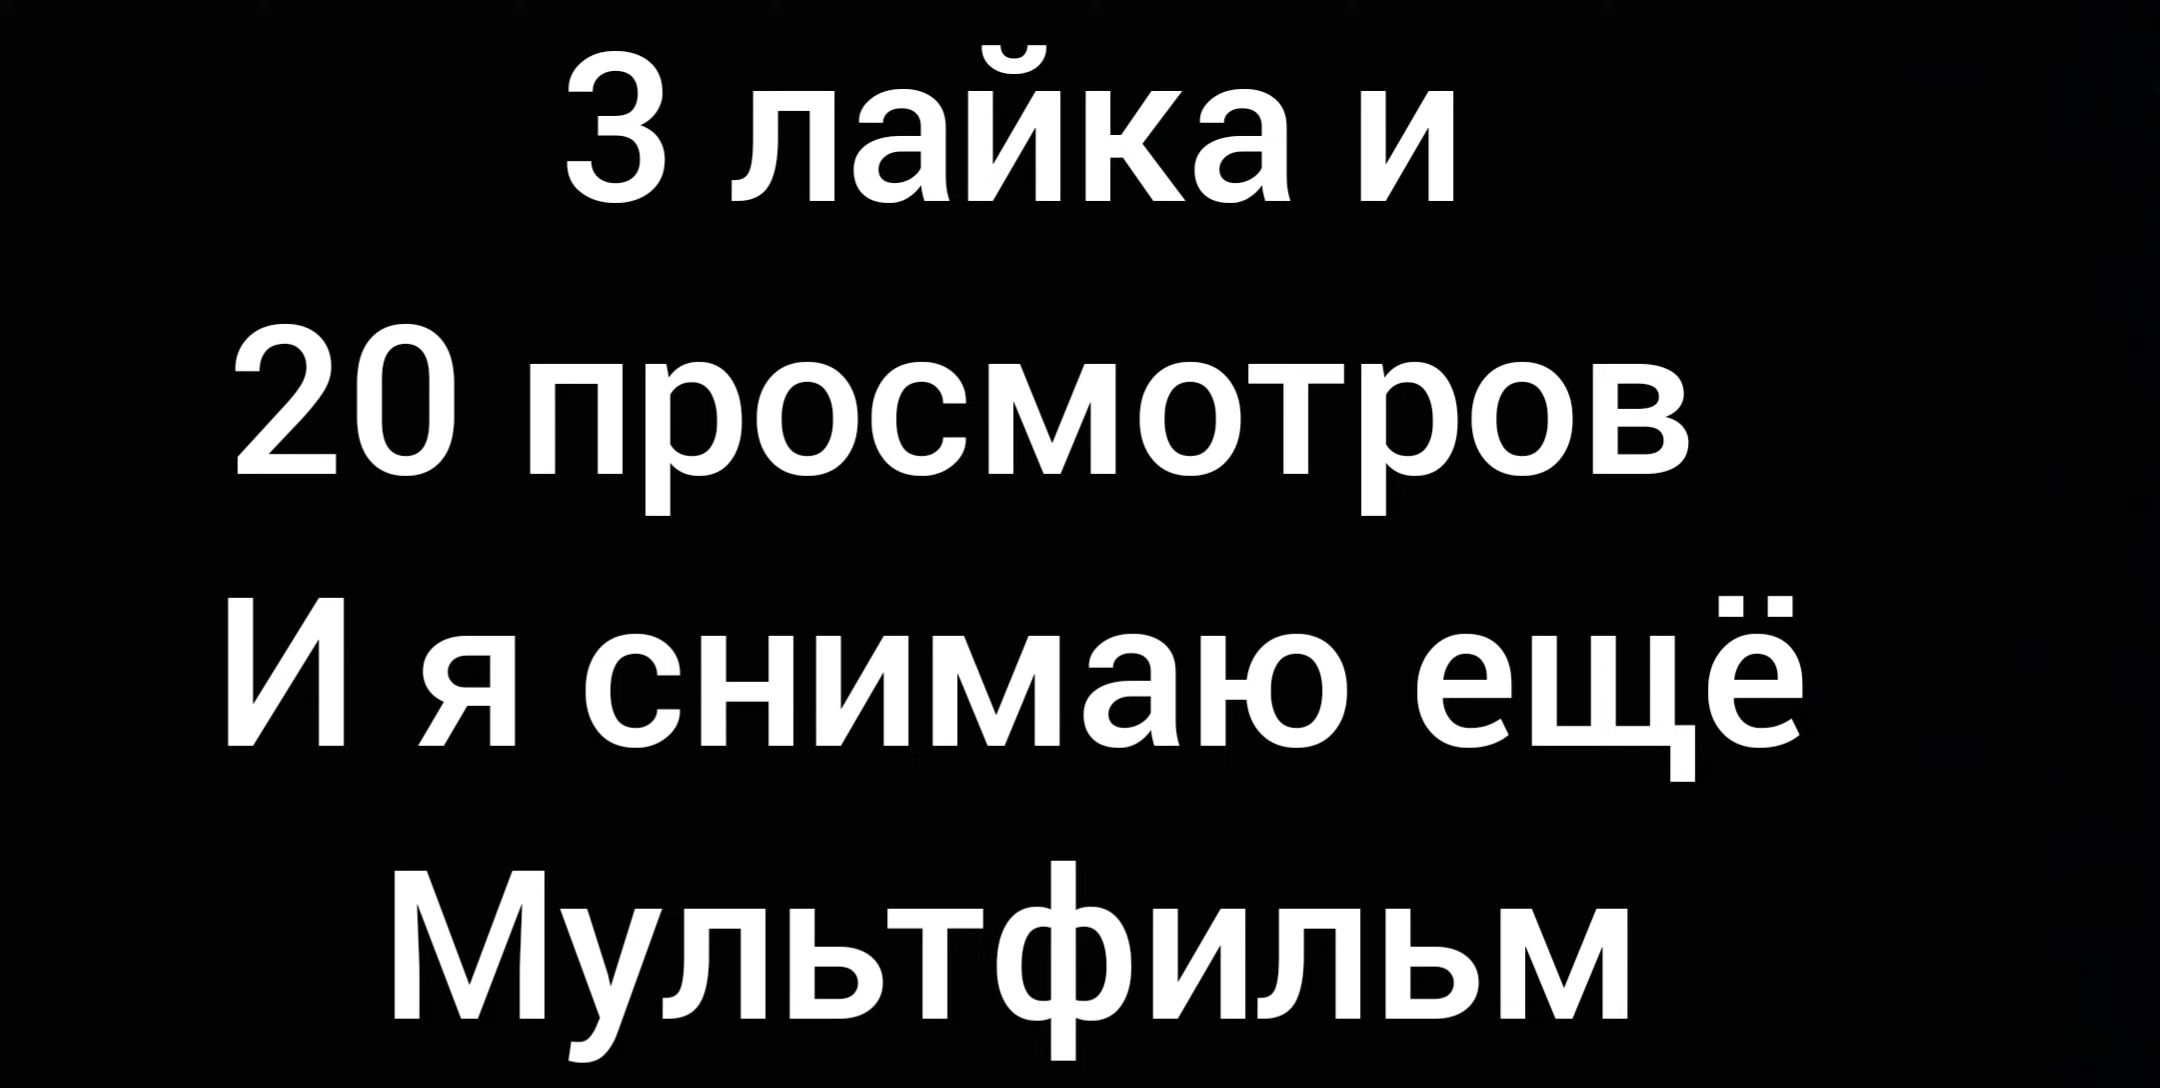 3 лайка и
20 просмотров
И я снимаю ещё
Мультфильм